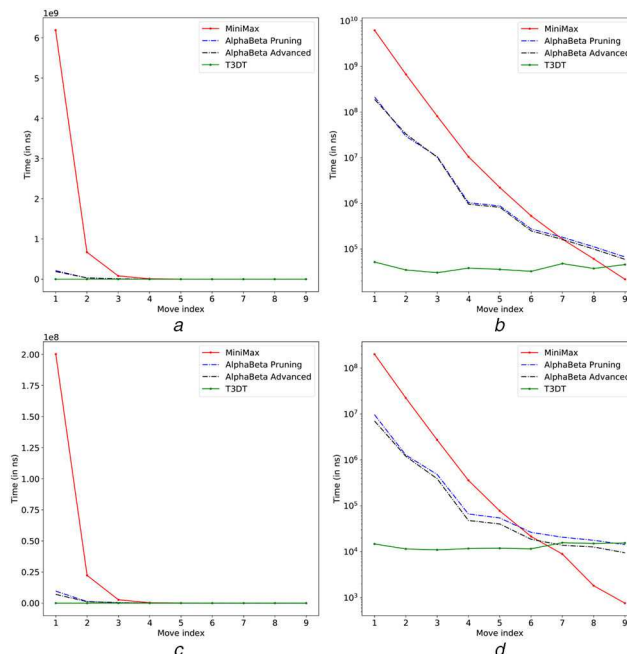 1e9
MiniMax
AlphaBeta Pruning
AlphaBeta Advanced
T3DT
6
5
4
3
2
1
0
Time (in ns)
1 2 3 4 5 6 7 8 9
Move index
a
MiniMax
AlphaBeta Pruning
AlphaBeta Advanced
T3DT
10^10
10^9
10^8
10^7
10^6
10^5
Time (in ns)
1 2 3 4 5 6 7 8 9
Move index
b
1e8
MiniMax
AlphaBeta Pruning
AlphaBeta Advanced
T3DT
2.00
1.75
1.50
1.25
1.00
0.75
0.50
0.25
0.00
Time (in ns)
1 2 3 4 5 6 7 8 9
Move index
c
MiniMax
AlphaBeta Pruning
AlphaBeta Advanced
T3DT
10^8
10^7
10^6
10^5
10^4
10^3
Time (in ns)
1 2 3 4 5 6 7 8 9
Move index
d